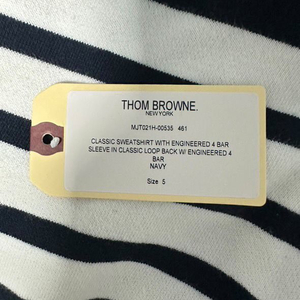 THOM BROWNE.
NEW YORK
MJT021H-00535 461
CLASSIC SWEATSHIRT WITH ENGINEERED 4 BAR
SLEEVE IN CLASSIC LOOP BACK W/ ENGINEERED 4
BAR
NAVY
Size 5